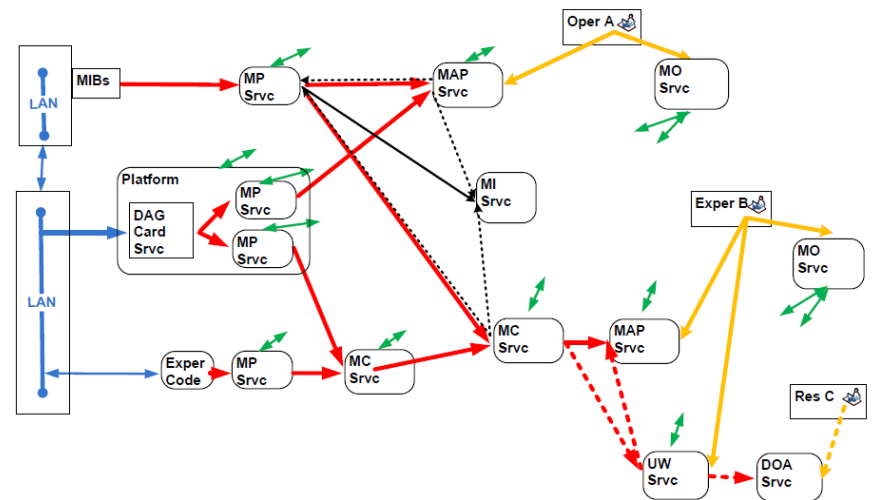 Oper A
MIBs
MP
Srvc
MAP
Srvc
MO
Srvc
LAN
Platform
MP
Srvc
DAG
Card
Srvc
MP
Srvc
MI
Srvc
Exper B
MO
Srvc
LAN
MC
Srvc
MAP
Srvc
Exper
Code
MP
Srvc
MC
Srvc
Res C
UW
Srvc
DOA
Srvc